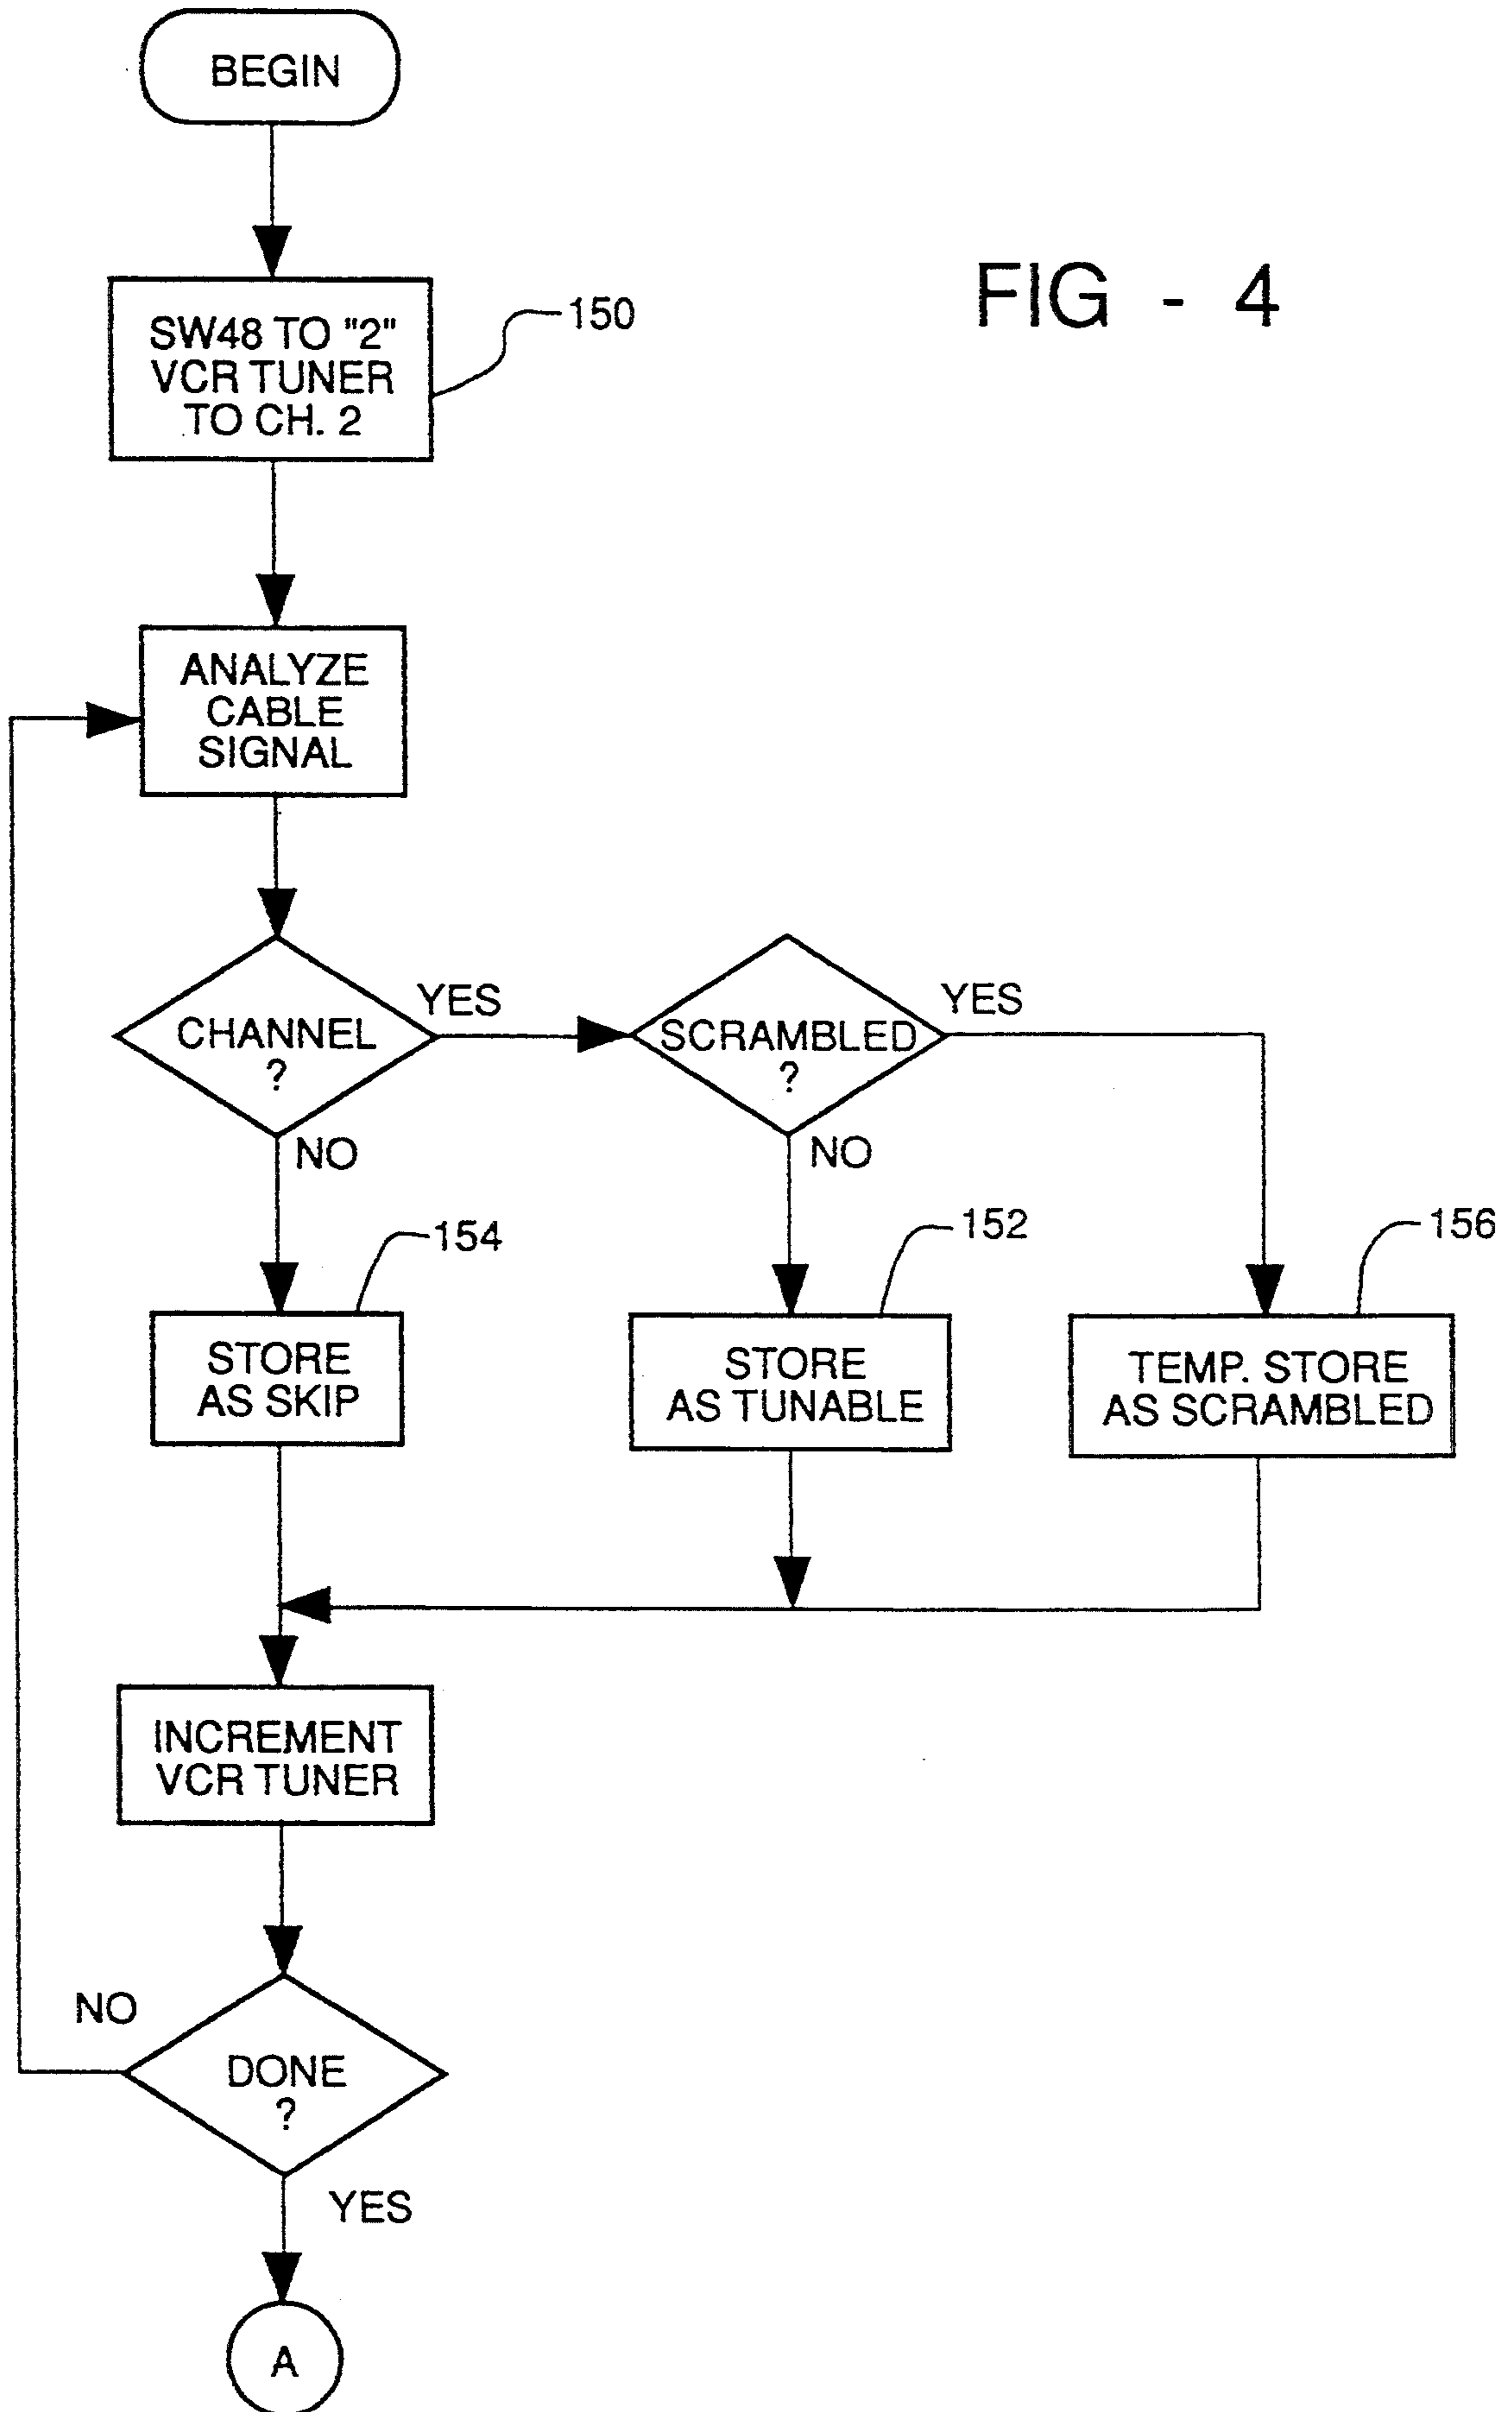 BEGIN
FIG - 4
SW48 TO "2"
VCR TUNER
TO CH. 2
150
ANALYZE
CABLE
SIGNAL
CHANNEL
?
YES
NO
SCRAMBLED
?
YES
NO
154
152
156
STORE
AS SKIP
STORE
AS TUNABLE
TEMP. STORE
AS SCRAMBLED
INCREMENT
VCR TUNER
NO
DONE
?
YES
A